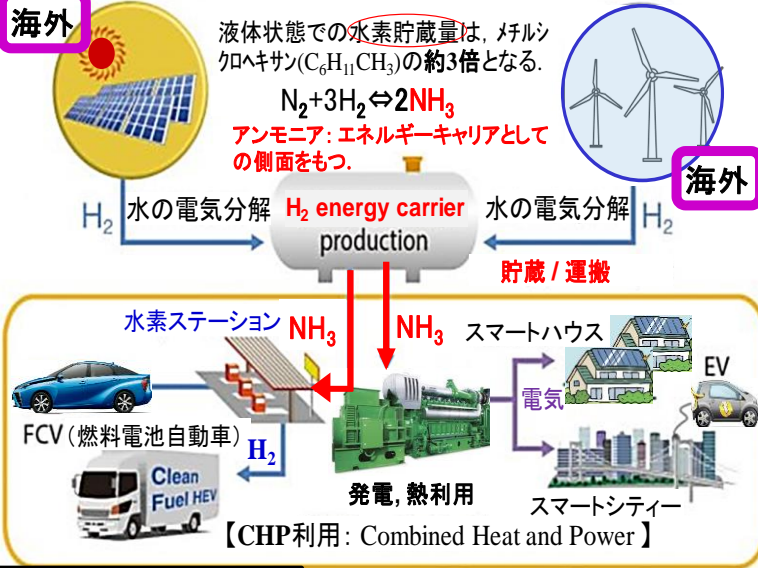 海外
液体状態での水素貯蔵量は, メチルシ
クロヘキサン(C₆H₁₁CH₃)の約3倍となる.
N₂+3H₂⇔2NH₃
アンモニア: エネルギーキャリアとして
の側面をもつ.
海外
H₂
水の電気分解
H₂ energy carrier
production
水の電気分解
H₂
貯蔵 / 運搬
水素ステーション
NH₃
NH₃
スマートハウス
EV
電気
FCV (燃料電池自動車)
H₂
Clean
Fuel HEV
発電, 熱利用
スマートシティー
【CHP利用: Combined Heat and Power】